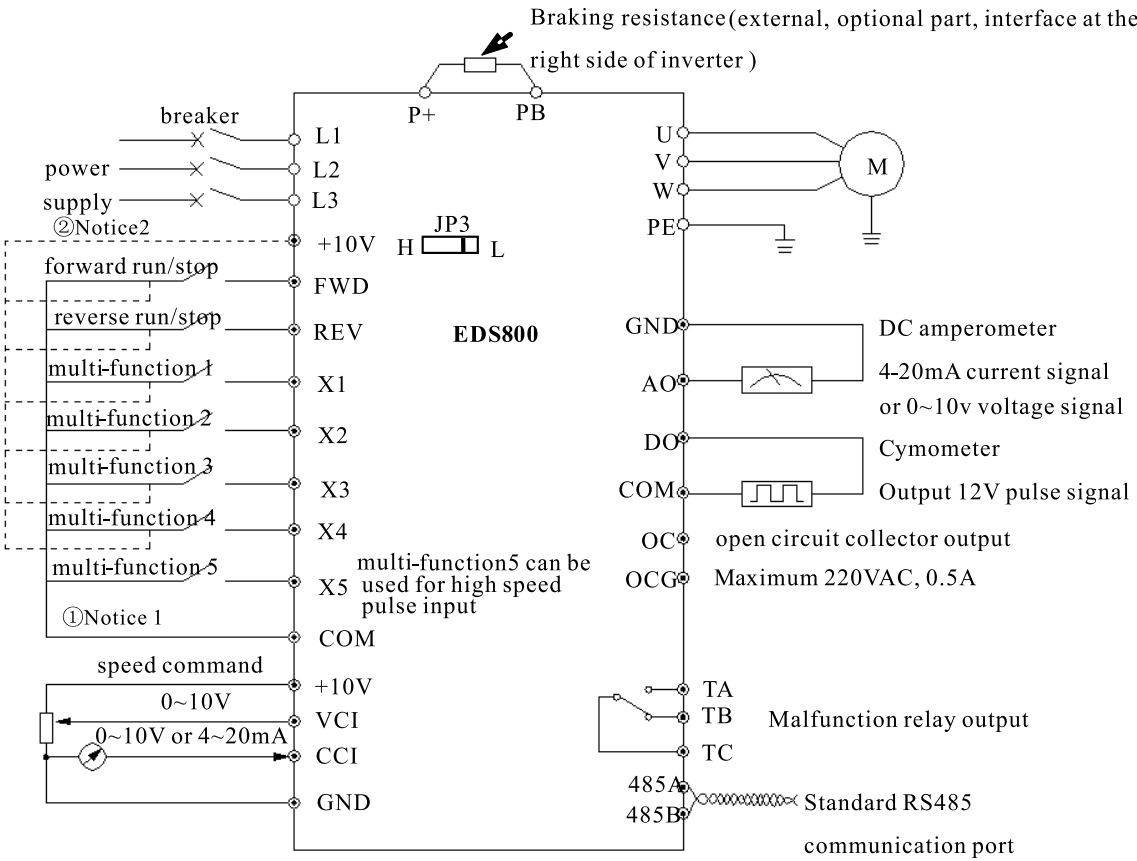 Braking resistance(external, optional part, interface at the
right side of inverter )
P+
PB
breaker
L1
power
L2
supply
L3
②Notice2
+10V
JP3
H
L
forward run/stop
FWD
reverse run/stop
REV
EDS800
multi-function 1
X1
multi-function 2
X2
multi-function 3
X3
multi-function 4
X4
multi-function 5
X5
multi-function5 can be
used for high speed
pulse input
①Notice 1
COM
speed command
+10V
0~10V
VCI
0~10V or 4~20mA
CCI
GND
U
V
W
M
PE
GND
DC amperometer
AO
4-20mA current signal
or 0~10v voltage signal
DO
Cymometer
COM
Output 12V pulse signal
OC
open circuit collector output
OCG
Maximum 220VAC, 0.5A
TA
TB
Malfunction relay output
TC
485A
485B
Standard RS485
communication port